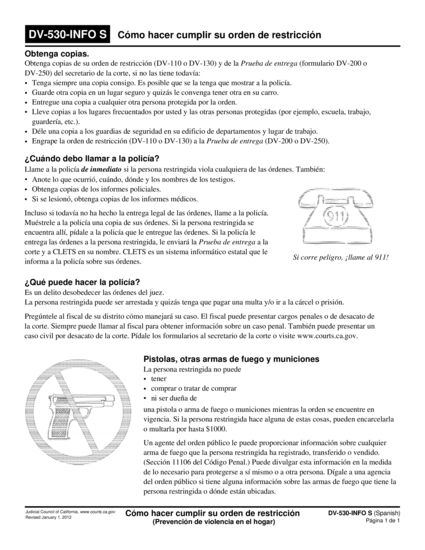 DV-530-INFO S Cómo hacer cumplir su orden de restricción
Obtenga copias.
Obtenga copias de su orden de restricción (DV-110 o DV-130) y de la Prueba de entrega (formulario DV-200 o
DV-250) del secretario de la corte, si no las tiene todavía:
• Tenga siempre una copia consigo. Es posible que se la tenga que mostrar a la policía.
• Guarde otra copia en un lugar seguro y quizás le convenga tener otra en su carro.
• Entregue una copia a cualquier otra persona protegida por la orden.
• Lleve copias a los lugares frecuentados por usted y las otras personas protegidas (por ejemplo, escuela, trabajo,
guardería, etc.).
• Déle una copia a los guardias de seguridad en su edificio de departamentos y lugar de trabajo.
• Engrape la orden de restricción (DV-110 o DV-130) a la Prueba de entrega (DV-200 o DV-250).
¿Cuándo debo llamar a la policía?
Llame a la policía de inmediato si la persona restringida viola cualquiera de las órdenes. También:
• Anote lo que ocurrió, cuándo, dónde y los nombres de los testigos.
• Obtenga copias de los informes policiales.
• Si se lesionó, obtenga copias de los informes médicos.
Incluso si todavía no ha hecho la entrega legal de las órdenes, llame a la policía.
Muéstrele a la policía una copia de sus órdenes. Si la persona restringida se
encuentra allí, pídale a la policía que le entregue las órdenes. Si la policía le
entrega las órdenes a la persona restringida, le enviará la Prueba de entrega a la
corte y a CLETS en su nombre. CLETS es un sistema informático estatal que le
informa a la policía sobre sus órdenes.
911
Si corre peligro, ¡llame al 911!
¿Qué puede hacer la policía?
Es un delito desobedecer las órdenes del juez.
La persona restringida puede ser arrestada y quizás tenga que pagar una multa y/o ir a la cárcel o prisión.
Pregúntele al fiscal de su distrito cómo manejará su caso. El fiscal puede presentar cargos penales o de desacato de
la corte. Siempre puede llamar al fiscal para obtener información sobre un caso penal. También puede presentar un
caso civil por desacato de la corte. Pídale los formularios al secretario de la corte o visite www.courts.ca.gov.
Pistolas, otras armas de fuego y municiones
La persona restringida no puede
• tener
• comprar o tratar de comprar
• ni ser dueña de
una pistola o arma de fuego o municiones mientras la orden se encuentre en
vigencia. Si la persona restringida hace alguna de estas cosas, pueden encarcelarla
o multarla por hasta $1000.
Un agente del orden público le puede proporcionar información sobre cualquier
arma de fuego que la persona restringida ha registrado, transferido o vendido.
(Sección 11106 del Código Penal.) Puede divulgar esta información en la medida
de lo necesario para protegerse a sí mismo o a otra persona. Dígale a una agencia
del orden público si tiene alguna información sobre las armas de fuego que tiene la
persona restringida o dónde están ubicadas.
Judicial Council of California, www.courts.ca.gov
Revised January 1, 2012
Cómo hacer cumplir su orden de restricción
(Prevención de violencia en el hogar)
DV-530-INFO S (Spanish)
Página 1 de 1